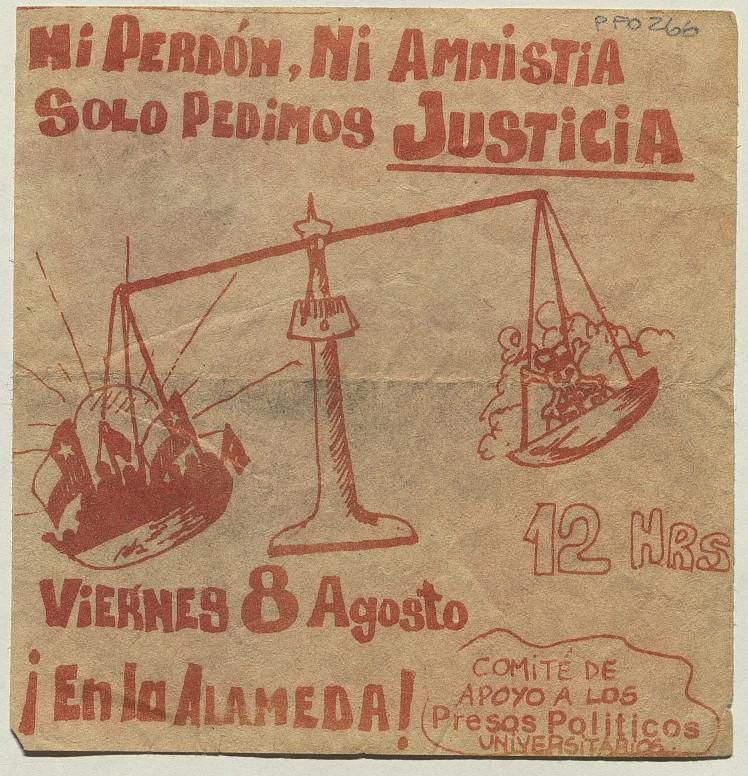 PP0266
Ni PERDÓN, Ni AMNiSTiA
SOLO PEDiMOS JUSTiCiA
12 HRS
ViERNES 8 Agosto
¡En la ALAMEDA!
COMITÉ DE
APOYO A LOS
Presos Politicos
UNIVERSITARIOS.